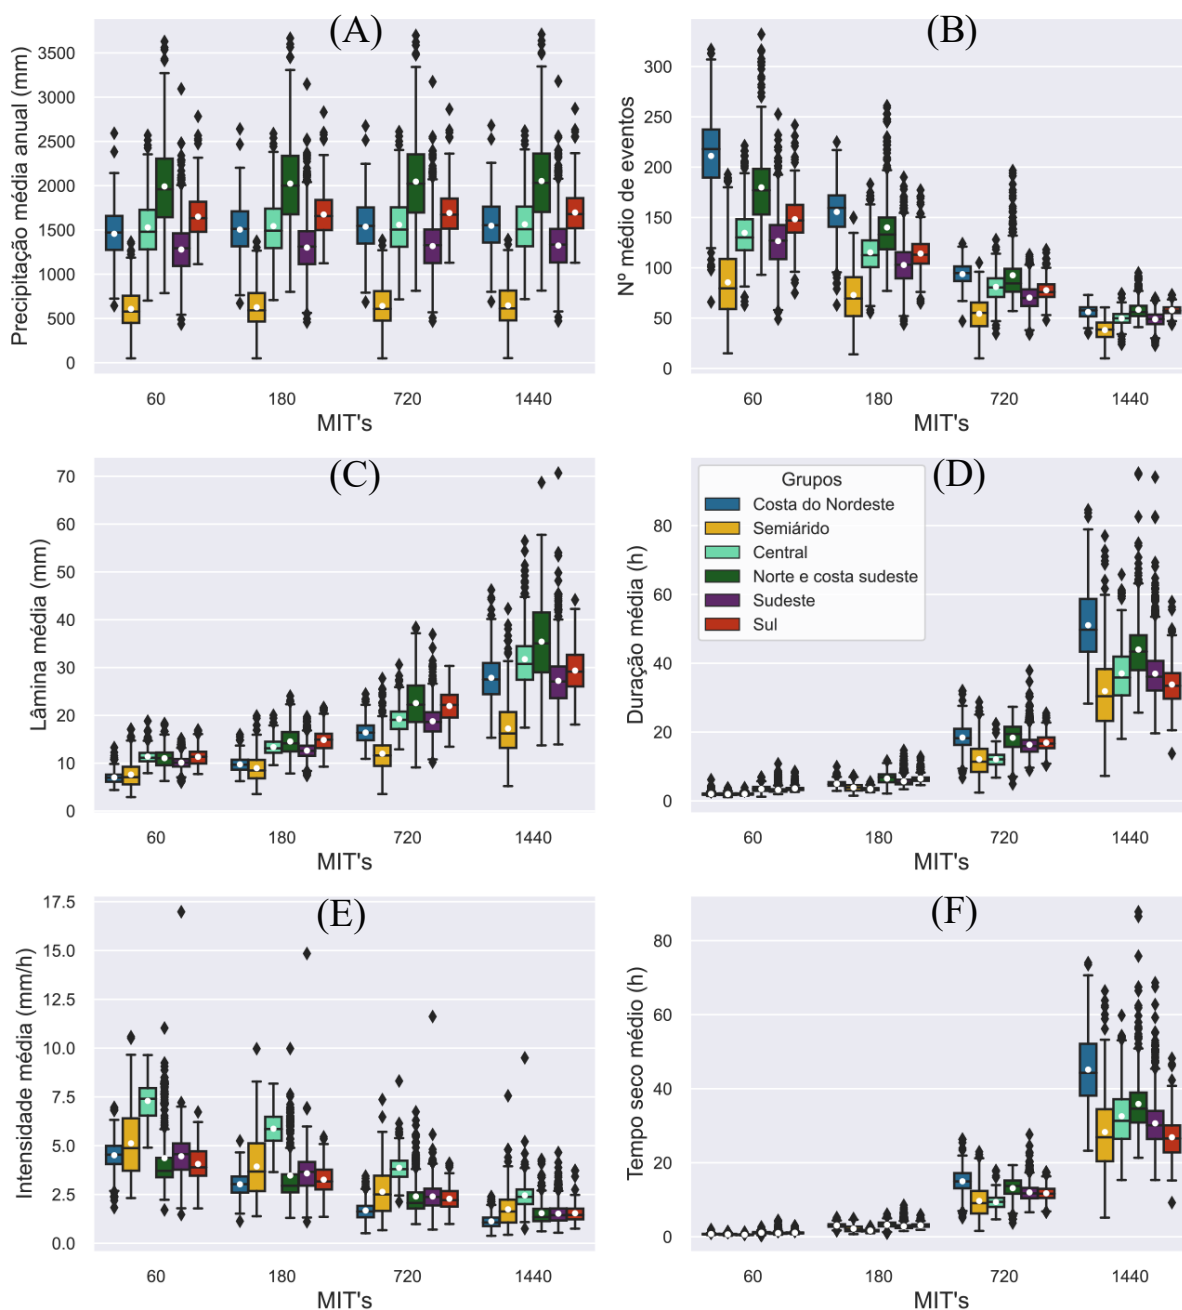 (A)
Precipitação média anual (mm)
3500
3000
2500
2000
1500
1000
500
0
60
180
720
1440
MIT's
(B)
Nº médio de eventos
300
250
200
150
100
50
0
60
180
720
1440
MIT's
(C)
Lâmina média (mm)
70
60
50
40
30
20
10
0
60
180
720
1440
MIT's
(D)
Duração média (h)
80
60
40
20
0
Grupos
Costa do Nordeste
Semiárido
Central
Norte e costa sudeste
Sudeste
Sul
60
180
720
1440
MIT's
(E)
Intensidade média (mm/h)
17.5
15.0
12.5
10.0
7.5
5.0
2.5
0.0
60
180
720
1440
MIT's
(F)
Tempo seco médio (h)
80
60
40
20
0
60
180
720
1440
MIT's